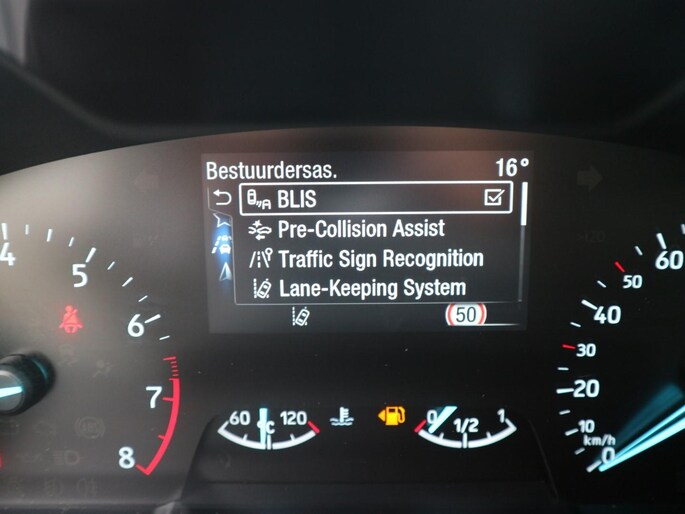 Bestuurdersas. 16°
BLIS
Pre-Collision Assist
Traffic Sign Recognition
Lane-Keeping System
50
4
5
6
7
8
60 120
°C
0 1/2 1
60
50
40
30
20
10
km/h
0